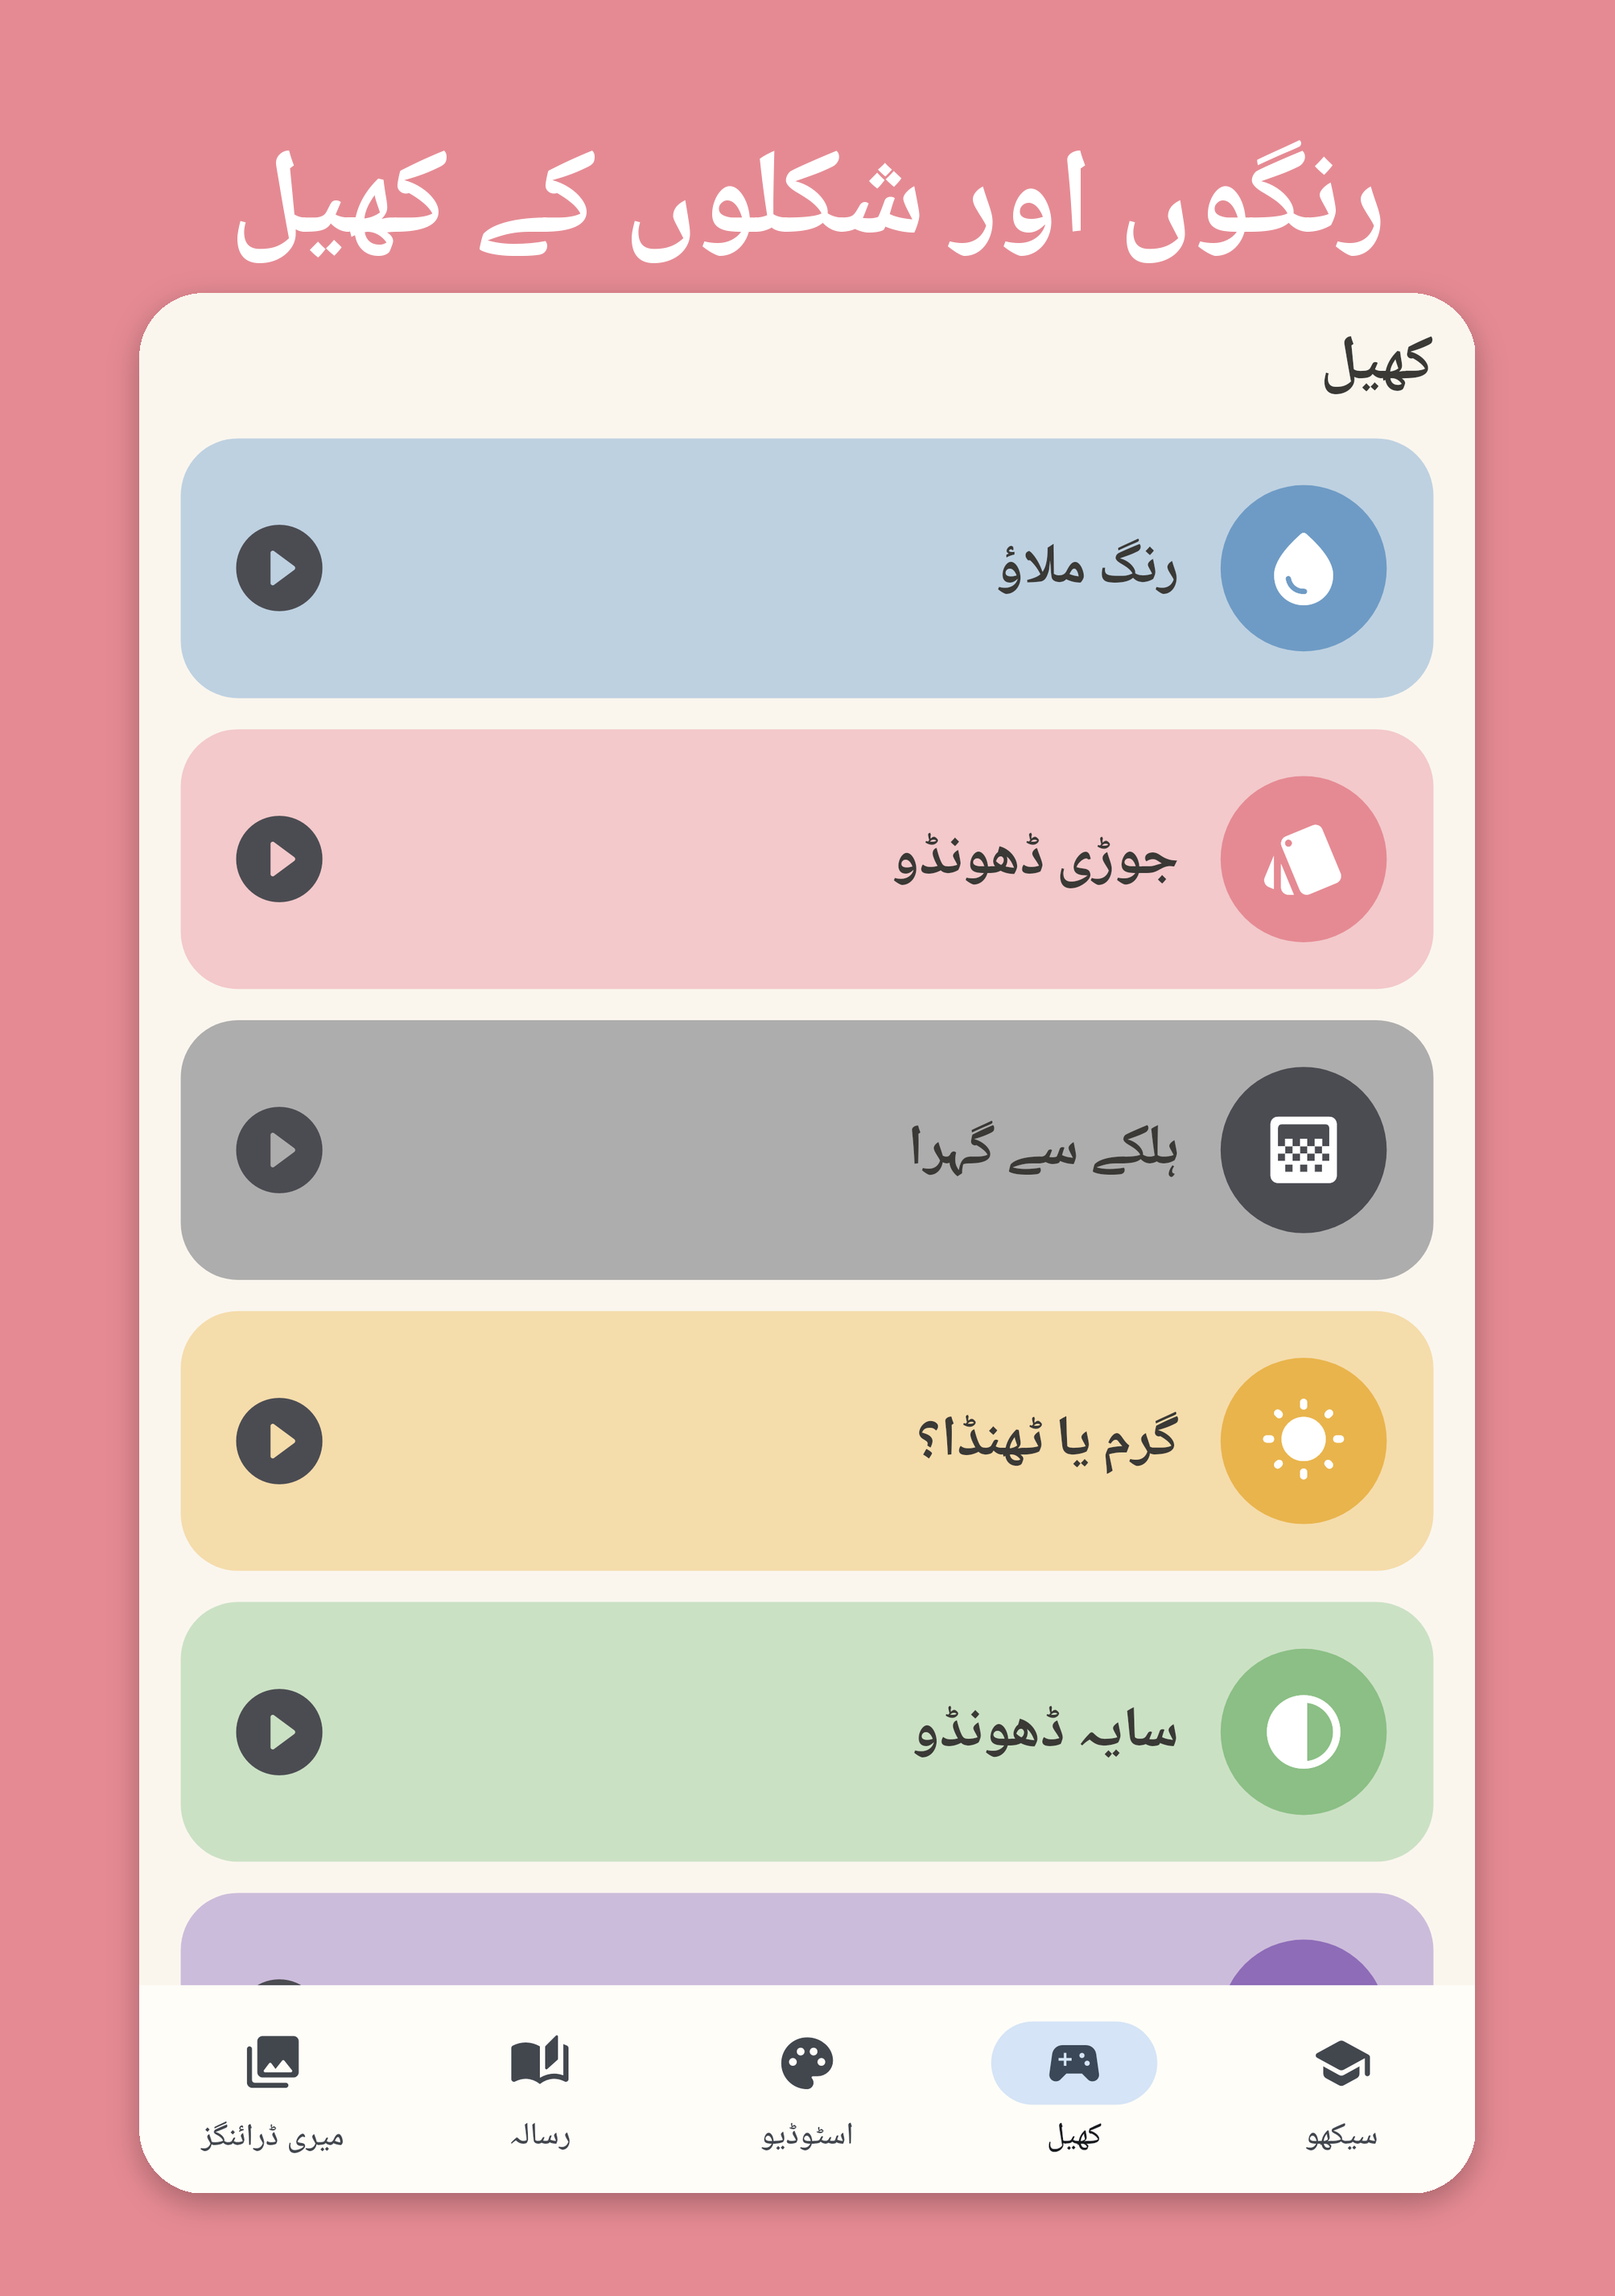 رنگوں اور شکلوں کے کھیل
کھیل
رنگ ملاؤ
جوڑی ڈھونڈو
ہلکے سے گہرا
گرم یا ٹھنڈا؟
سایہ ڈھونڈو
سیکھو
کھیل
اسٹوڈیو
رسالہ
میری ڈرائنگز